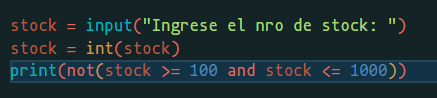 stock = input("Ingrese el nro de stock: ")
stock = int(stock)
print(not(stock >= 100 and stock <= 1000))